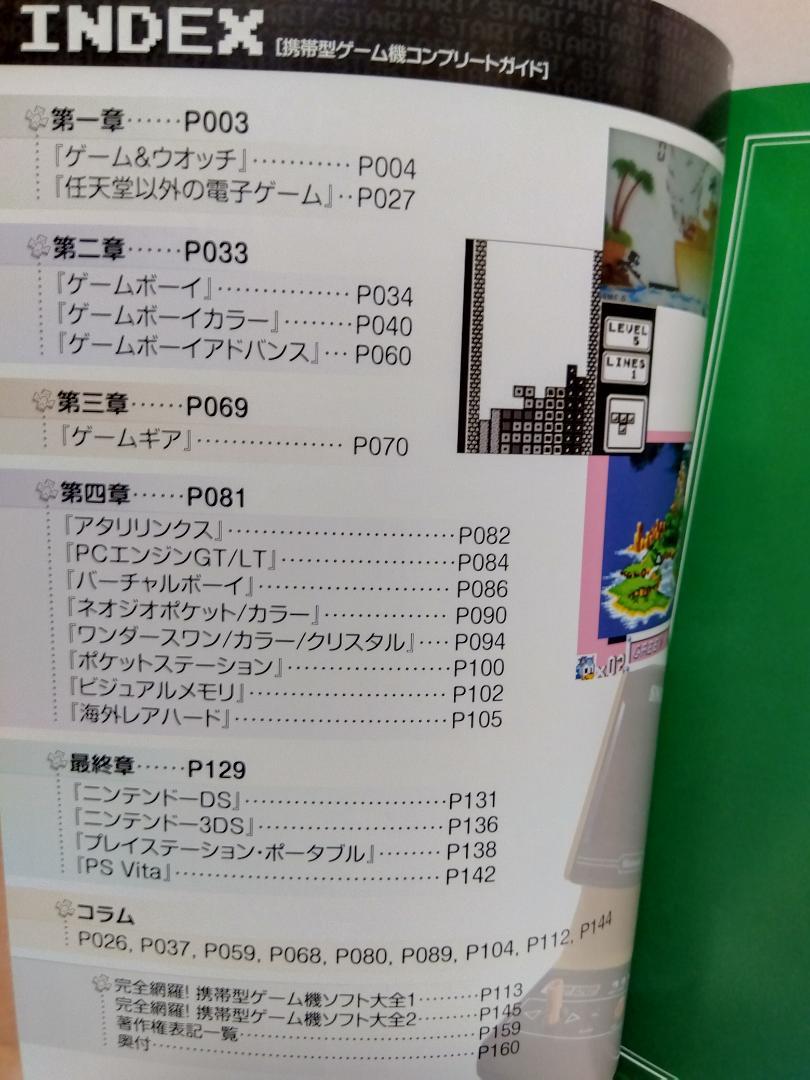 INDEX [携帯型ゲーム機コンプリートガイド]
第一章……P003
『ゲーム&ウオッチ』………… P004
『任天堂以外の電子ゲーム』‥P027
第二章……P033
『ゲームボーイ』…………… P034
『ゲームボーイカラー』………P040
『ゲームボーイアドバンス』… P060
第三章……P069
『ゲームギア』……………… P070
第四章……P081
『アタリリンクス』…………………………P082
『PCエンジンGT/LT』……………………P084
『バーチャルボーイ』……………………… P086
『ネオジオポケット/カラー』……………… P090
『ワンダースワン/カラー/クリスタル』…‥ P094
『ポケットステーション』…………………P100
『ビジュアルメモリ』……………………… P102
『海外レアハード』…………………………P105
最終章……P129
『ニンテンドーDS』…………………………P131
『ニンテンドー3DS』……………………… P136
『プレイステーション・ポータブル』………P138
『PS Vita』………………………………… P142
コラム
P026, P037, P059, P068, P080, P089, P104, P112, P144
完全網羅! 携帯型ゲーム機ソフト大全1………P113
完全網羅! 携帯型ゲーム機ソフト大全2………P145
著作権表記一覧……………………………P159
奥付…………………………………………P160
LEVEL
5
LINES
1
×02
GREEN